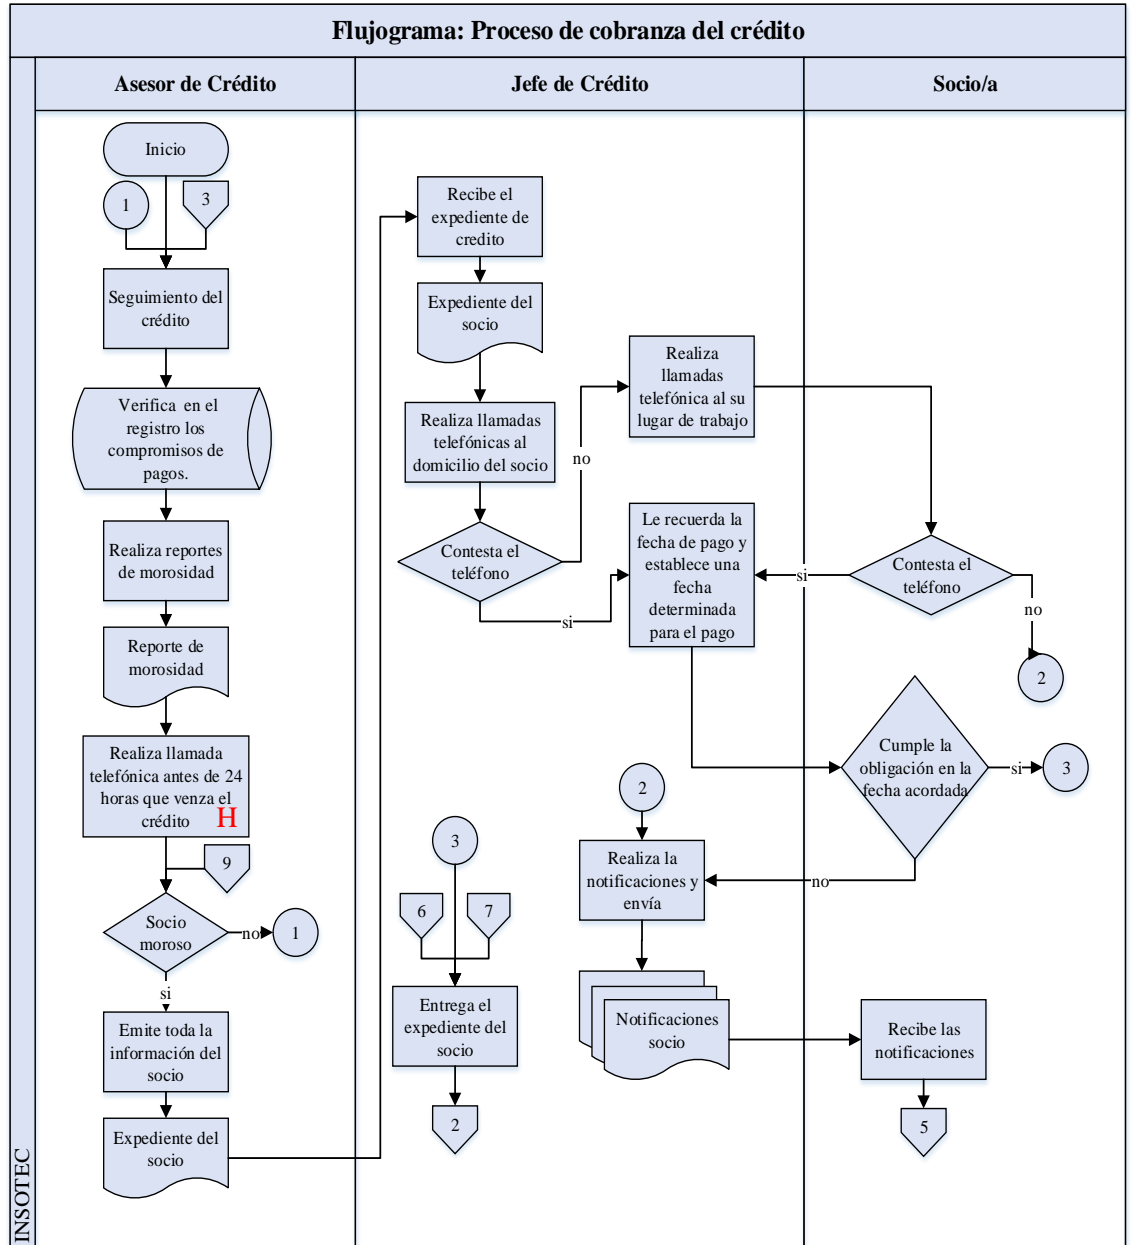 Flujograma: Proceso de cobranza del crédito
Asesor de Crédito
Jefe de Crédito
Socio/a
INSOTEC
Inicio
1
3
Seguimiento del
crédito
Verifica en el
registro los
compromisos de
pagos.
Realiza reportes
de morosidad
Reporte de
morosidad
Realiza llamada
telefónica antes de 24
horas que venza el
crédito
H
9
Socio
moroso
no
1
si
Emite toda la
información del
socio
Expediente del
socio
Recibe el
expediente de
credito
Expediente del
socio
Realiza llamadas
telefónicas al
domicilio del socio
Contesta el
teléfono
no
si
Realiza
llamadas
telefónica al su
lugar de trabajo
Le recuerda la
fecha de pago y
establece una
fecha
determinada
para el pago
2
Realiza la
notificaciones y
envía
Notificaciones
socio
3
6
7
Entrega el
expediente del
socio
2
Contesta el
teléfono
si
no
2
Cumple la
obligación en la
fecha acordada
si
3
no
Recibe las
notificaciones
5